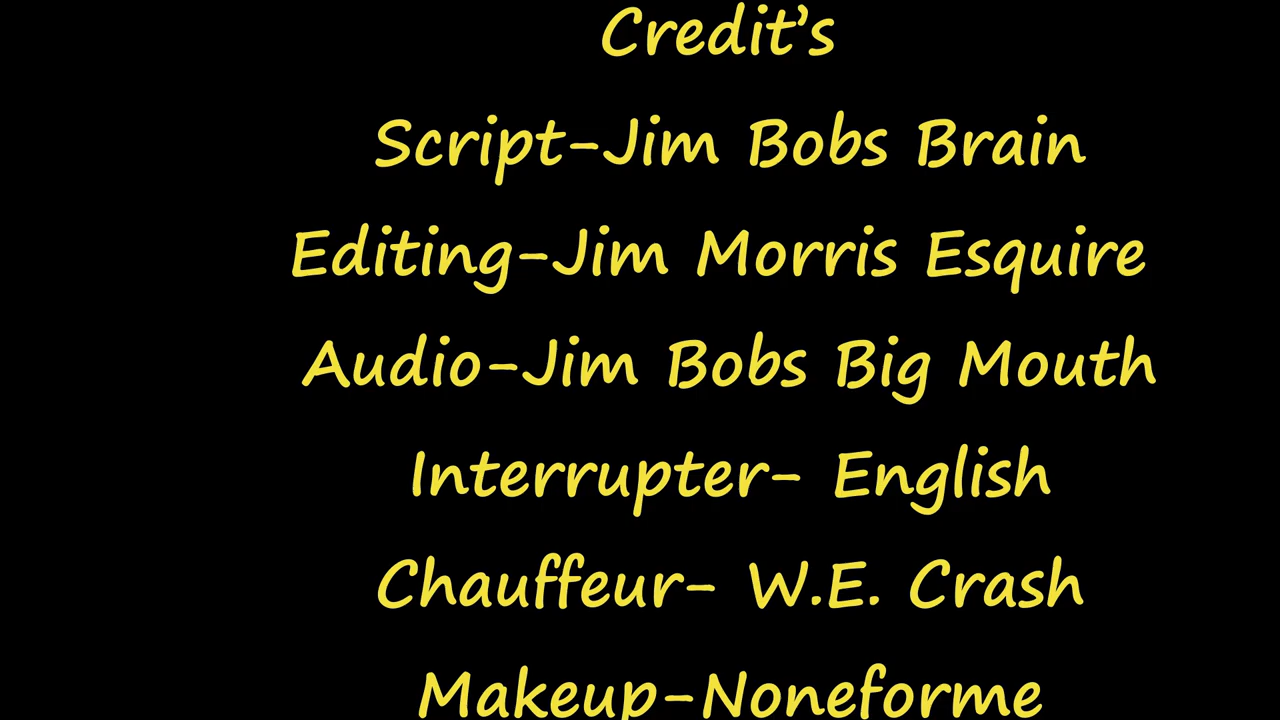 Credit’s
Script-Jim Bobs Brain
Editing-Jim Morris Esquire
Audio-Jim Bobs Big Mouth
Interrupter- English
Chauffeur- W.E. Crash
Makeup-Noneforme